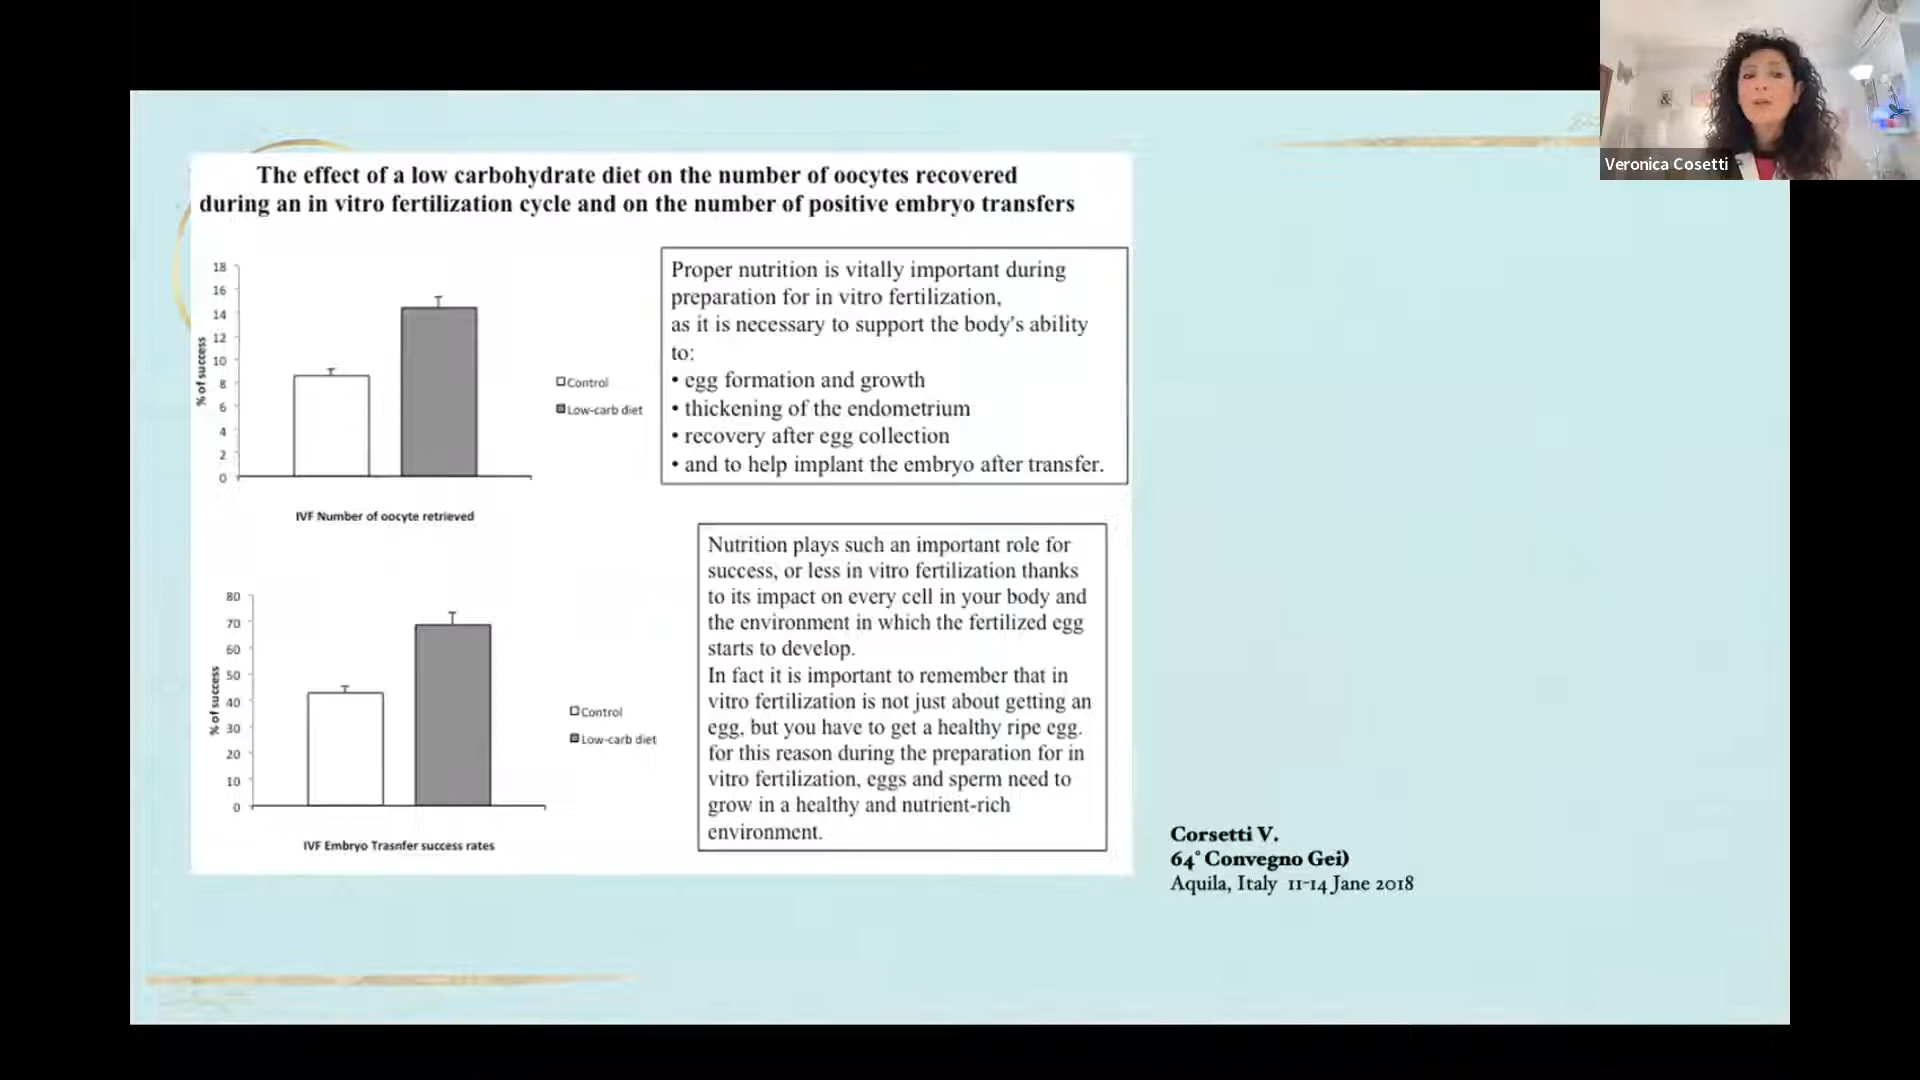 Veronica Cosetti
&
The effect of a low carbohydrate diet on the number of oocytes recovered
during an in vitro fertilization cycle and on the number of positive embryo transfers
18
16
14
12
10
8
6
4
2
0
% of success
Control
Low-carb diet
IVF Number of oocyte retrieved
Proper nutrition is vitally important during
preparation for in vitro fertilization,
as it is necessary to support the body's ability
to:
• egg formation and growth
• thickening of the endometrium
• recovery after egg collection
• and to help implant the embryo after transfer.
80
70
60
50
40
30
20
10
0
% of success
Control
Low-carb diet
IVF Embryo Trasnfer success rates
Nutrition plays such an important role for
success, or less in vitro fertilization thanks
to its impact on every cell in your body and
the environment in which the fertilized egg
starts to develop.
In fact it is important to remember that in
vitro fertilization is not just about getting an
egg, but you have to get a healthy ripe egg.
for this reason during the preparation for in
vitro fertilization, eggs and sperm need to
grow in a healthy and nutrient-rich
environment.
Corsetti V.
64° Convegno Gei)
Aquila, Italy 11-14 Jane 2018